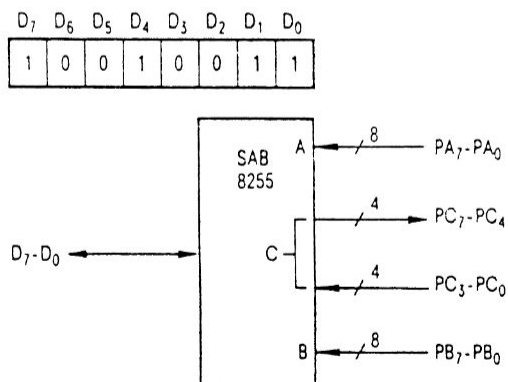 D₇ D₆ D₅ D₄ D₃ D₂ D₁ D₀
1 0 0 1 0 0 1 1
A 8 PA₇-PA₀
SAB
8255
4 PC₇-PC₄
D₇-D₀ C
4 PC₃-PC₀
B 8 PB₇-PB₀